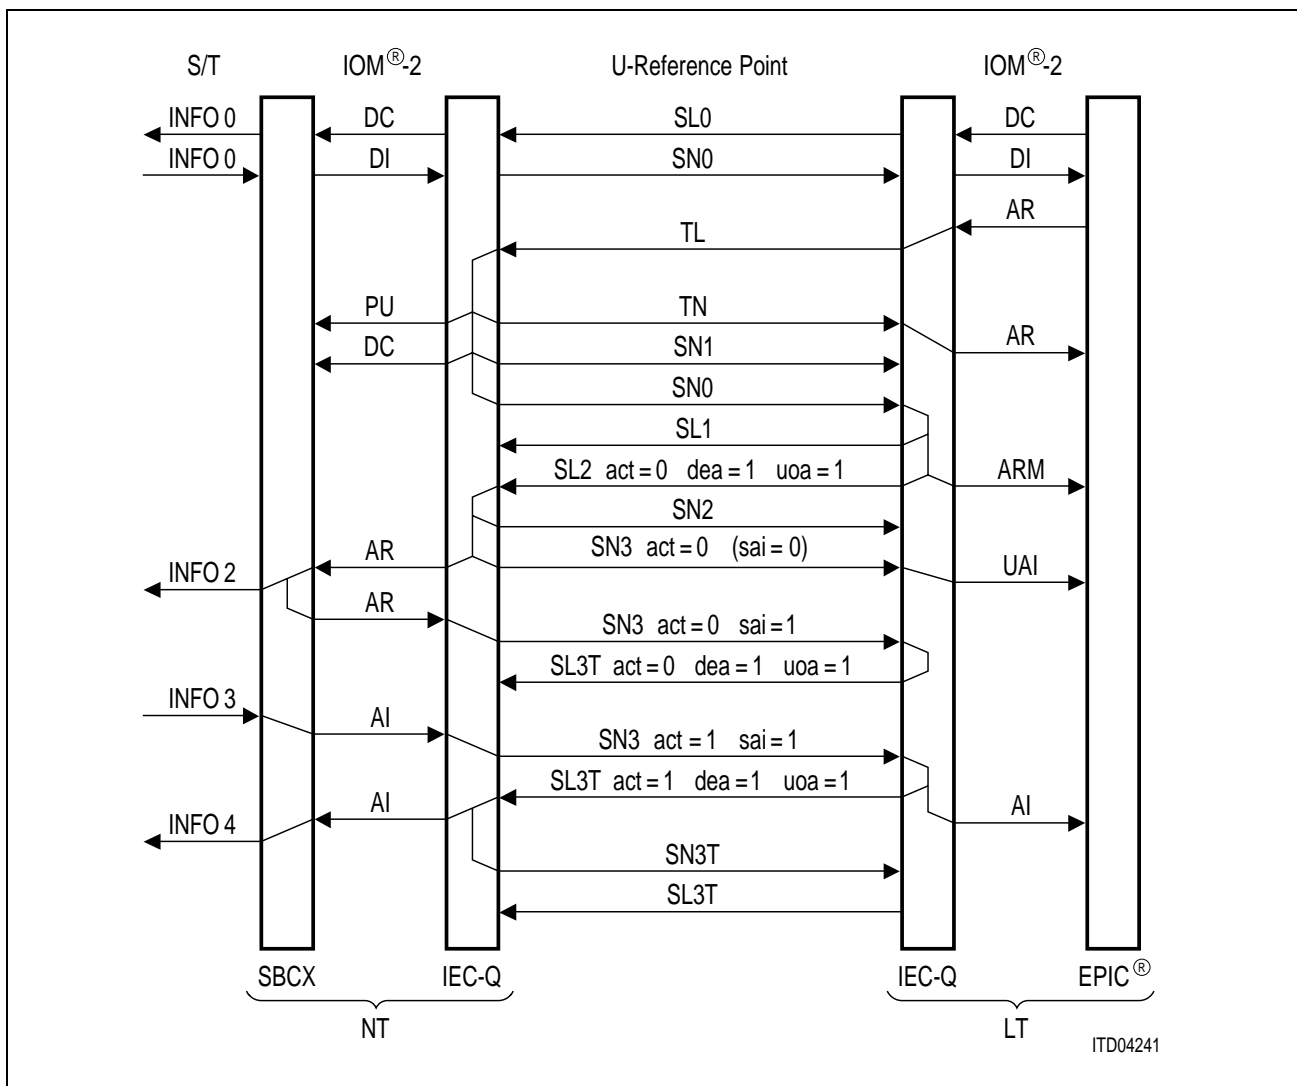 S/T IOM®-2 U-Reference Point IOM®-2
INFO 0 DC SL0 DC
INFO 0 DI SN0 DI
AR
TL
PU TN
AR
DC SN1
SN0
SL1
SL2 act = 0 dea = 1 uoa = 1 ARM
SN2
AR SN3 act = 0 (sai = 0)
INFO 2 UAI
AR
SN3 act = 0 sai = 1
SL3T act = 0 dea = 1 uoa = 1
INFO 3
AI
SN3 act = 1 sai = 1
SL3T act = 1 dea = 1 uoa = 1
AI AI
INFO 4
SN3T
SL3T
SBCX IEC-Q IEC-Q EPIC®
NT LT
ITD04241